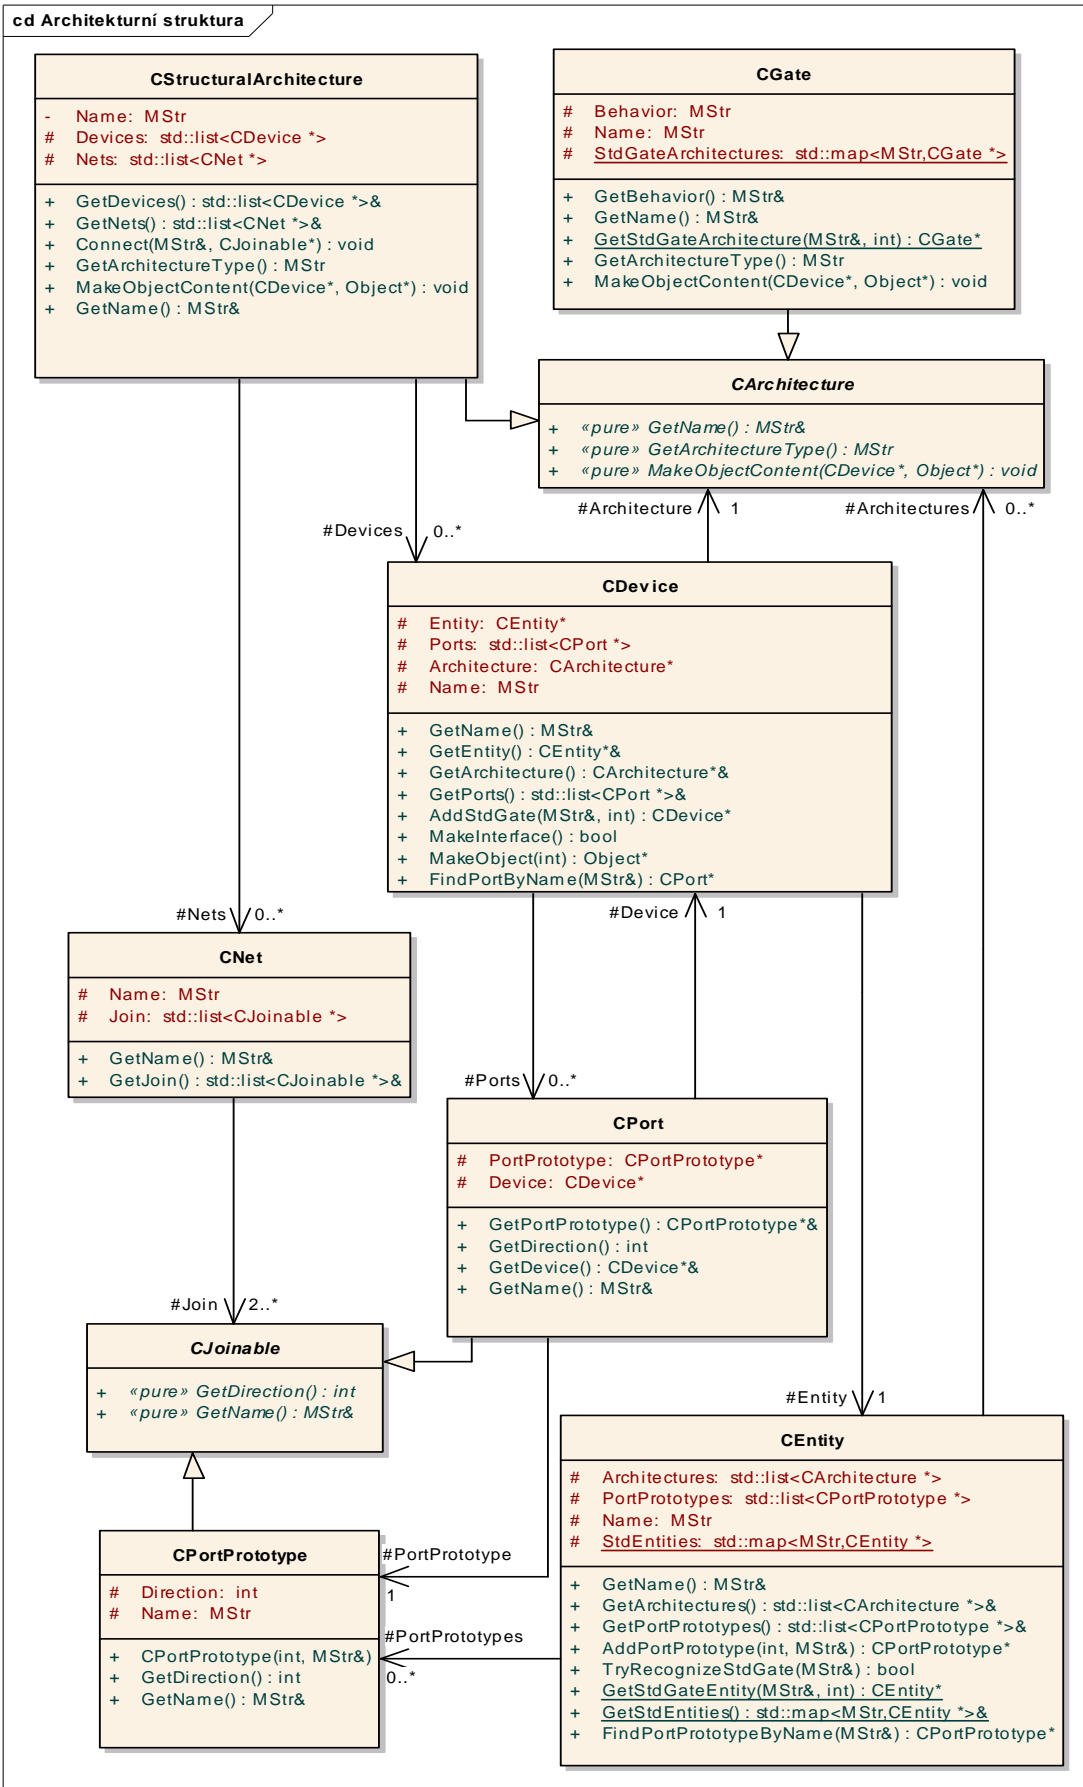 cd Architekturní struktura
CStructuralArchitecture
- Name: MStr
# Devices: std::list<CDevice *>
# Nets: std::list<CNet *>
+ GetDevices() : std::list<CDevice *>&
+ GetNets() : std::list<CNet *>&
+ Connect(MStr&, CJoinable*) : void
+ GetArchitectureType() : MStr
+ MakeObjectContent(CDevice*, Object*) : void
+ GetName() : MStr&
CGate
# Behavior: MStr
# Name: MStr
# StdGateArchitectures: std::map<MStr,CGate *>
+ GetBehavior() : MStr&
+ GetName() : MStr&
+ GetStdGateArchitecture(MStr&, int) : CGate*
+ GetArchitectureType() : MStr
+ MakeObjectContent(CDevice*, Object*) : void
CArchitecture
+ «pure» GetName() : MStr&
+ «pure» GetArchitectureType() : MStr
+ «pure» MakeObjectContent(CDevice*, Object*) : void
#Architecture 1
#Architectures 0..*
#Devices 0..*
CDevice
# Entity: CEntity*
# Ports: std::list<CPort *>
# Architecture: CArchitecture*
# Name: MStr
+ GetName() : MStr&
+ GetEntity() : CEntity*&
+ GetArchitecture() : CArchitecture*&
+ GetPorts() : std::list<CPort *>&
+ AddStdGate(MStr&, int) : CDevice*
+ MakeInterface() : bool
+ MakeObject(int) : Object*
+ FindPortByName(MStr&) : CPort*
#Nets 0..*
#Device 1
CNet
# Name: MStr
# Join: std::list<CJoinable *>
+ GetName() : MStr&
+ GetJoin() : std::list<CJoinable *>&
#Ports 0..*
CPort
# PortPrototype: CPortPrototype*
# Device: CDevice*
+ GetPortPrototype() : CPortPrototype*&
+ GetDirection() : int
+ GetDevice() : CDevice*&
+ GetName() : MStr&
#Join 2..*
CJoinable
+ «pure» GetDirection() : int
+ «pure» GetName() : MStr&
#Entity 1
CEntity
# Architectures: std::list<CArchitecture *>
# PortPrototypes: std::list<CPortPrototype *>
# Name: MStr
# StdEntities: std::map<MStr,CEntity *>
+ GetName() : MStr&
+ GetArchitectures() : std::list<CArchitecture *>&
+ GetPortPrototypes() : std::list<CPortPrototype *>&
+ AddPortPrototype(int, MStr&) : CPortPrototype*
+ TryRecognizeStdGate(MStr&) : bool
+ GetStdGateEntity(MStr&, int) : CEntity*
+ GetStdEntities() : std::map<MStr,CEntity *>&
+ FindPortPrototypeByName(MStr&) : CPortPrototype*
CPortPrototype
# Direction: int
# Name: MStr
+ CPortPrototype(int, MStr&)
+ GetDirection() : int
+ GetName() : MStr&
#PortPrototype
1
#PortPrototypes
0..*